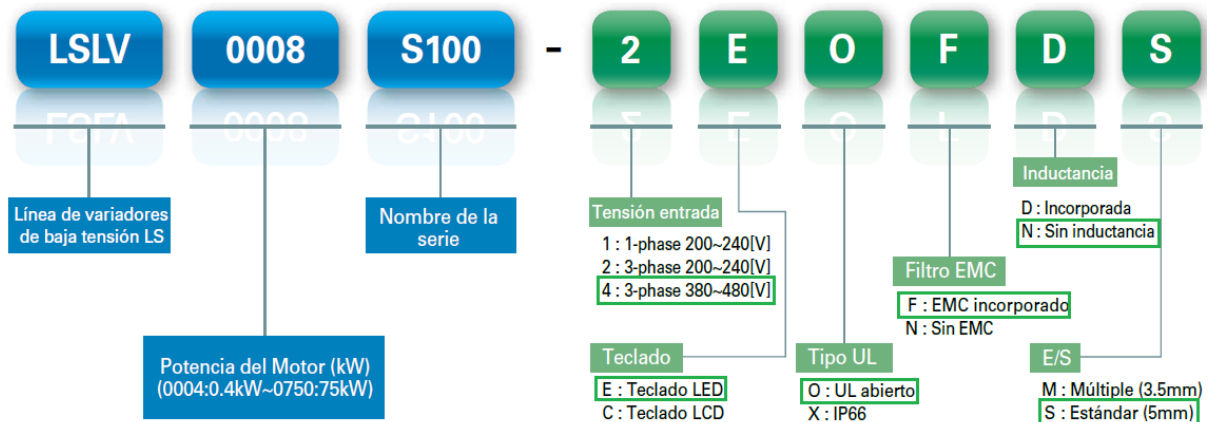 LSLV 0008 S100 - 2 E O F D S
Línea de variadores
de baja tensión LS
Nombre de la
serie
Potencia del Motor (kW)
(0004:0.4kW~0750:75kW)
Tensión entrada
1 : 1-phase 200~240[V]
2 : 3-phase 200~240[V]
4 : 3-phase 380~480[V]
Teclado
E : Teclado LED
C : Teclado LCD
Tipo UL
O : UL abierto
X : IP66
Filtro EMC
F : EMC incorporado
N : Sin EMC
Inductancia
D : Incorporada
N : Sin inductancia
E/S
M : Múltiple (3.5mm)
S : Estándar (5mm)